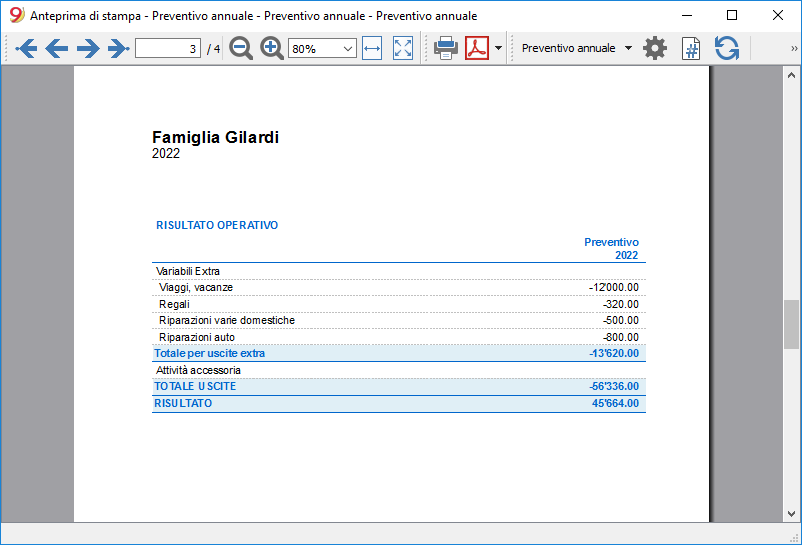 Anteprima di stampa - Preventivo annuale - Preventivo annuale - Preventivo annuale
3 / 4 80% Preventivo annuale
Famiglia Gilardi
2022
RISULTATO OPERATIVO
Preventivo
2022
Variabili Extra
Viaggi, vacanze -12'000.00
Regali -320.00
Riparazioni varie domestiche -500.00
Riparazioni auto -800.00
Totale per uscite extra -13'620.00
Attività accessoria
TOTALE USCITE -56'336.00
RISULTATO 45'664.00